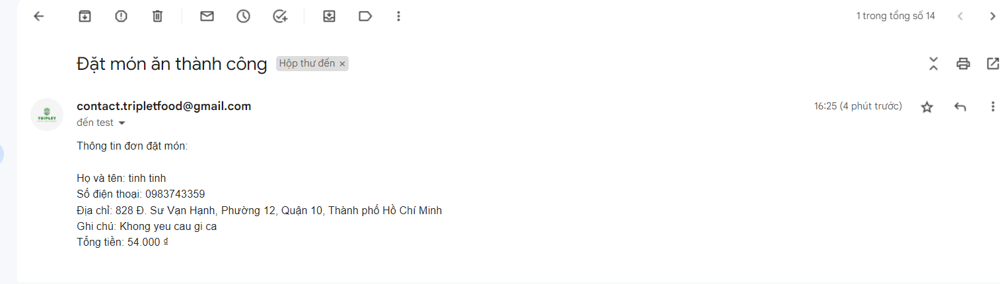 1 trong tổng số 14
Đặt món ăn thành công
Hộp thư đến ×
contact.tripletfood@gmail.com
16:25 (4 phút trước)
TRIPLET
đến test
Thông tin đơn đặt món:
Họ và tên: tinh tinh
Số điện thoại: 0983743359
Địa chỉ: 828 Đ. Sư Vạn Hạnh, Phường 12, Quận 10, Thành phố Hồ Chí Minh
Ghi chú: Khong yeu cau gi ca
Tổng tiền: 54.000 ₫